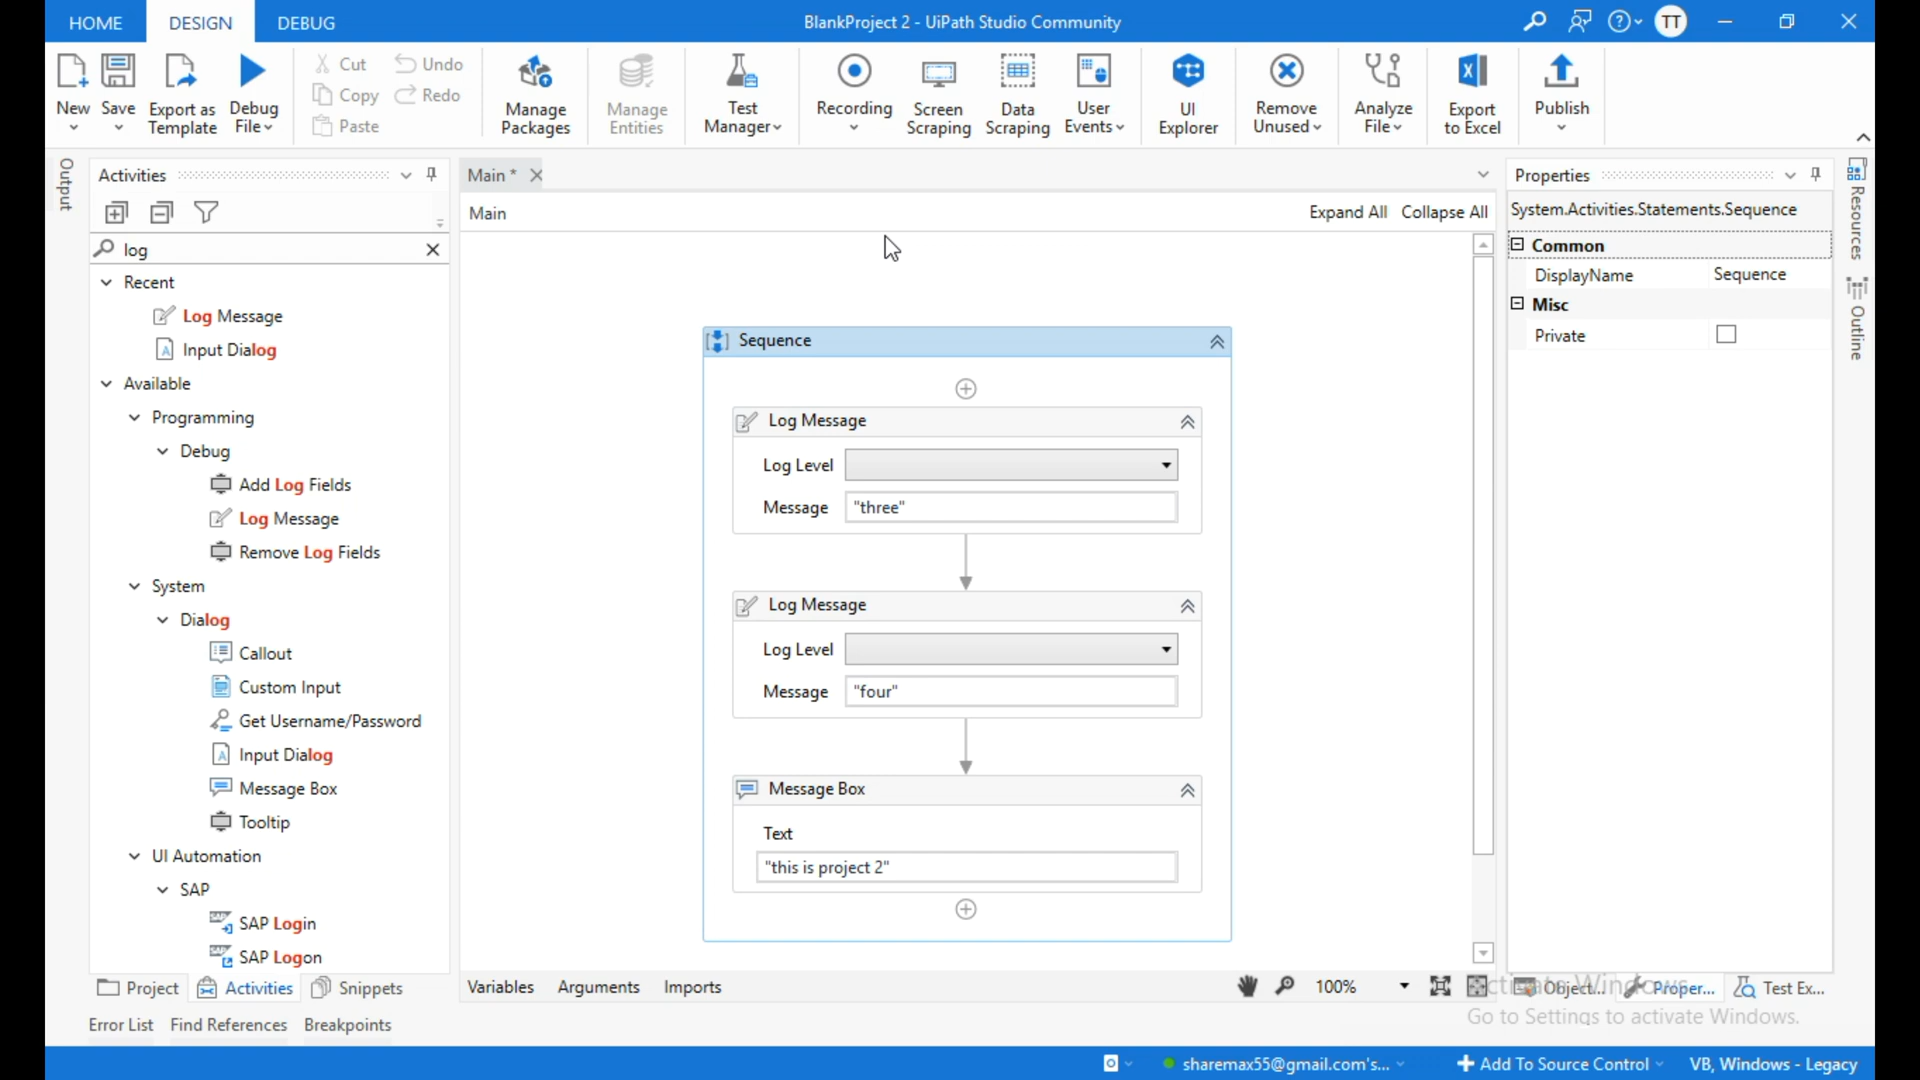 HOME
DESIGN
DEBUG
BlankProject 2 - UiPath Studio Community
TT
New
Save
Export as
Template
Debug
File
Cut
Copy
Paste
Undo
Redo
Manage
Packages
Manage
Entities
Test
Manager
Recording
Screen
Scraping
Data
Scraping
User
Events
UI
Explorer
Remove
Unused
Analyze
File
Export
to Excel
Publish
Output
Activities
log
Recent
Log Message
Input Dialog
Available
Programming
Debug
Add Log Fields
Log Message
Remove Log Fields
System
Dialog
Callout
Custom Input
Get Username/Password
Input Dialog
Message Box
Tooltip
UI Automation
SAP
SAP Login
SAP Logon
Project
Activities
Snippets
Main *
Main
Expand All
Collapse All
Sequence
Log Message
Log Level
Message
"three"
Log Message
Log Level
Message
"four"
Message Box
Text
"this is project 2"
Variables
Arguments
Imports
100%
Properties
System.Activities.Statements.Sequence
Common
DisplayName
Sequence
Misc
Private
Resources
Outline
Object...
Proper...
Test Ex...
Activate Windows
Go to Settings to activate Windows.
Error List
Find References
Breakpoints
sharemax55@gmail.com's...
Add To Source Control
VB, Windows - Legacy